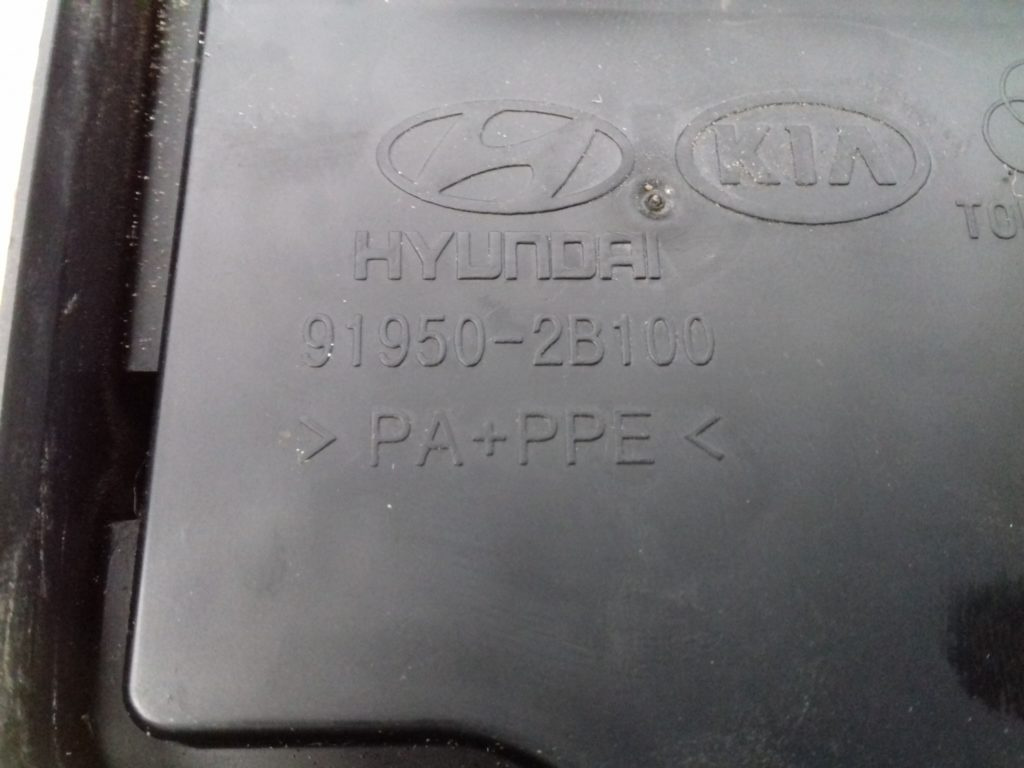 KIA
HYUNDAI
91950-2B100
> PA+PPE <